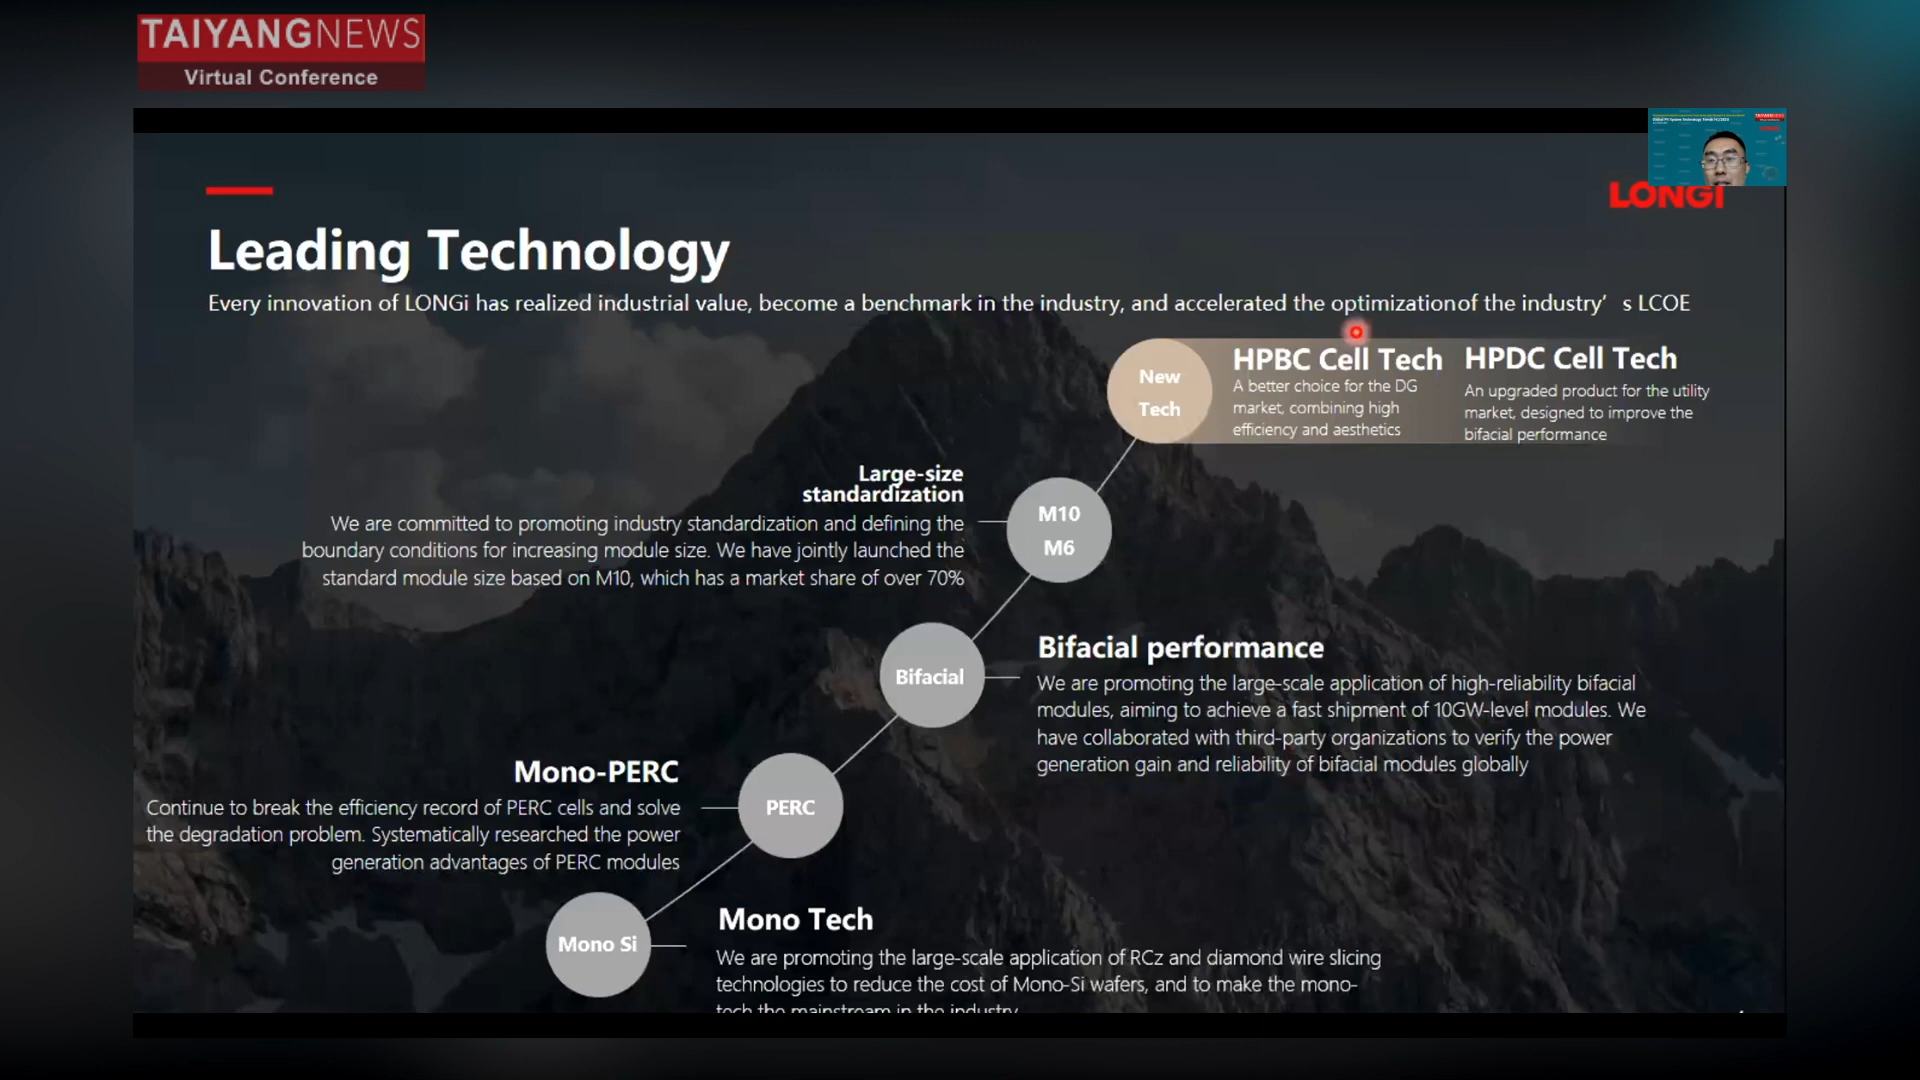 TAIYANGNEWS
Virtual Conference
LONGi
Leading Technology
Every innovation of LONGi has realized industrial value, become a benchmark in the industry, and accelerated the optimization of the industry’ s LCOE
New
Tech
HPBC Cell Tech
A better choice for the DG
market, combining high
efficiency and aesthetics
HPDC Cell Tech
An upgraded product for the utility
market, designed to improve the
bifacial performance
Large-size
standardization
We are committed to promoting industry standardization and defining the
boundary conditions for increasing module size. We have jointly launched the
standard module size based on M10, which has a market share of over 70%
M10
M6
Bifacial
Bifacial performance
We are promoting the large-scale application of high-reliability bifacial
modules, aiming to achieve a fast shipment of 10GW-level modules. We
have collaborated with third-party organizations to verify the power
generation gain and reliability of bifacial modules globally
Mono-PERC
Continue to break the efficiency record of PERC cells and solve
the degradation problem. Systematically researched the power
generation advantages of PERC modules
PERC
Mono Si
Mono Tech
We are promoting the large-scale application of RCz and diamond wire slicing
technologies to reduce the cost of Mono-Si wafers, and to make the mono-
tech the mainstream in the industry